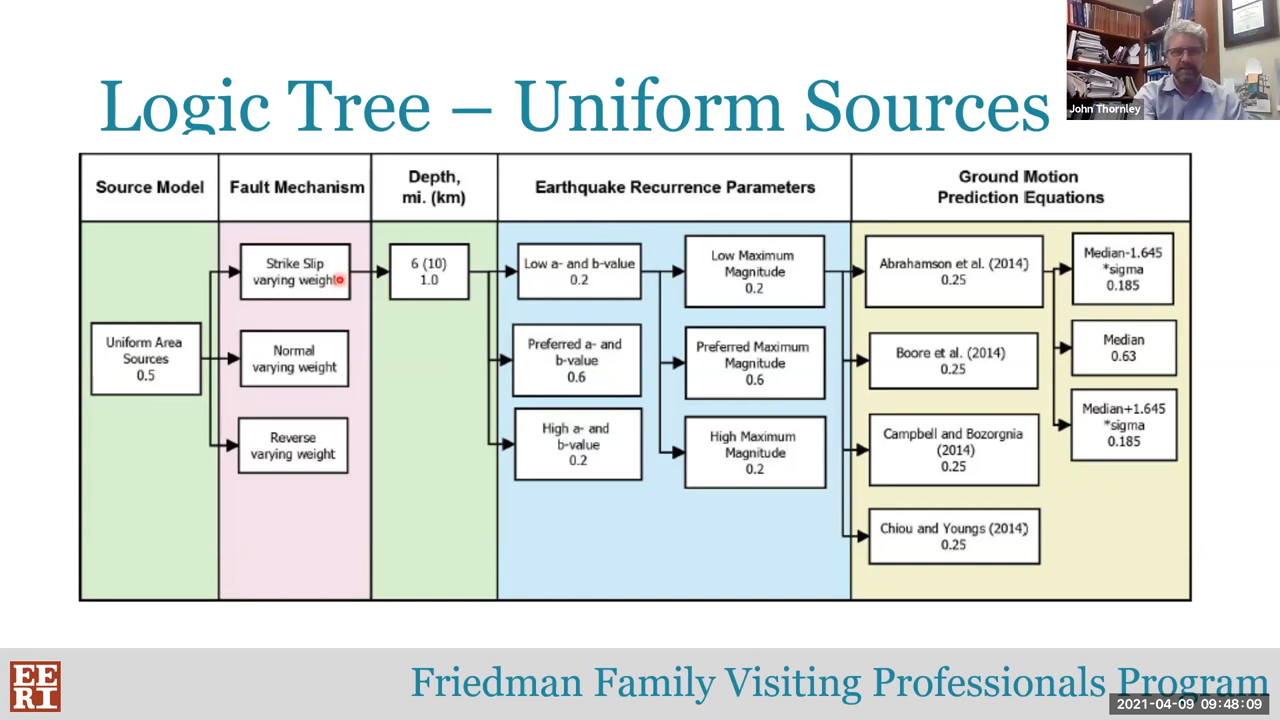 Logic Tree – Uniform Sources
John Thornley
Source Model
Fault Mechanism
Depth,
mi. (km)
Earthquake Recurrence Parameters
Ground Motion
Prediction Equations
Uniform Area
Sources
0.5
Strike Slip
varying weight
Normal
varying weight
Reverse
varying weight
6 (10)
1.0
Low a- and b-value
0.2
Preferred a- and
b-value
0.6
High a- and
b-value
0.2
Low Maximum
Magnitude
0.2
Preferred Maximum
Magnitude
0.6
High Maximum
Magnitude
0.2
Abrahamson et al. (2014)
0.25
Boore et al. (2014)
0.25
Campbell and Bozorgnia
(2014)
0.25
Chiou and Youngs (2014)
0.25
Median-1.645
*sigma
0.185
Median
0.63
Median+1.645
*sigma
0.185
EE
RI
Friedman Family Visiting Professionals Program
2021-04-09 09:48:09